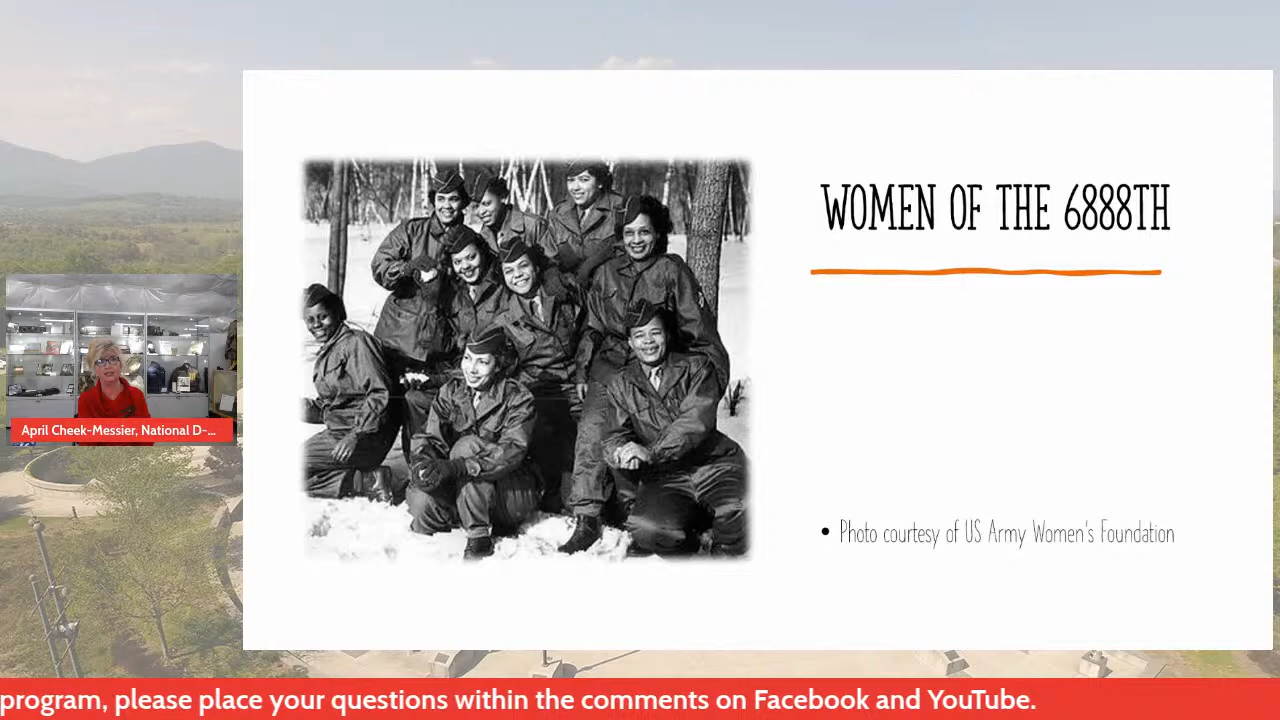 WOMEN OF THE 6888TH
• Photo courtesy of US Army Women's Foundation
April Cheek-Messier, National D-...
program, please place your questions within the comments on Facebook and YouTube.